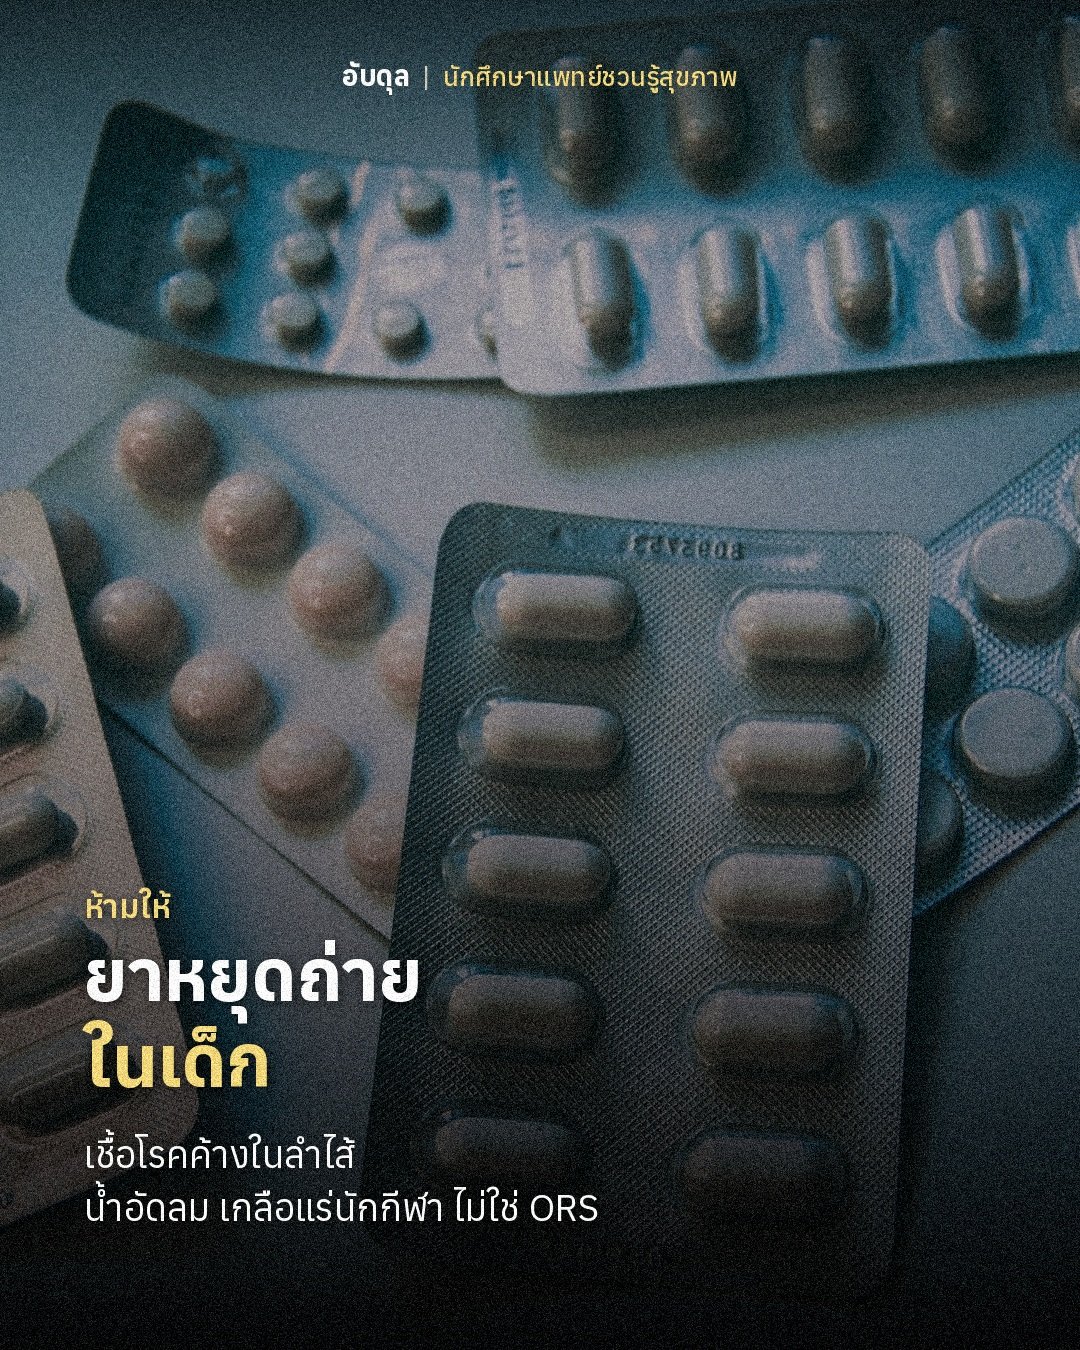 อับดุล | นักศึกษาแพทย์ชวนรู้สุขภาพ
ห้ามให้
ยาหยุดถ่าย
ในเด็ก
เชื้อโรคค้างในลำไส้
น้ำอัดลม เกลือแร่นักกีฬา ไม่ใช่ ORS